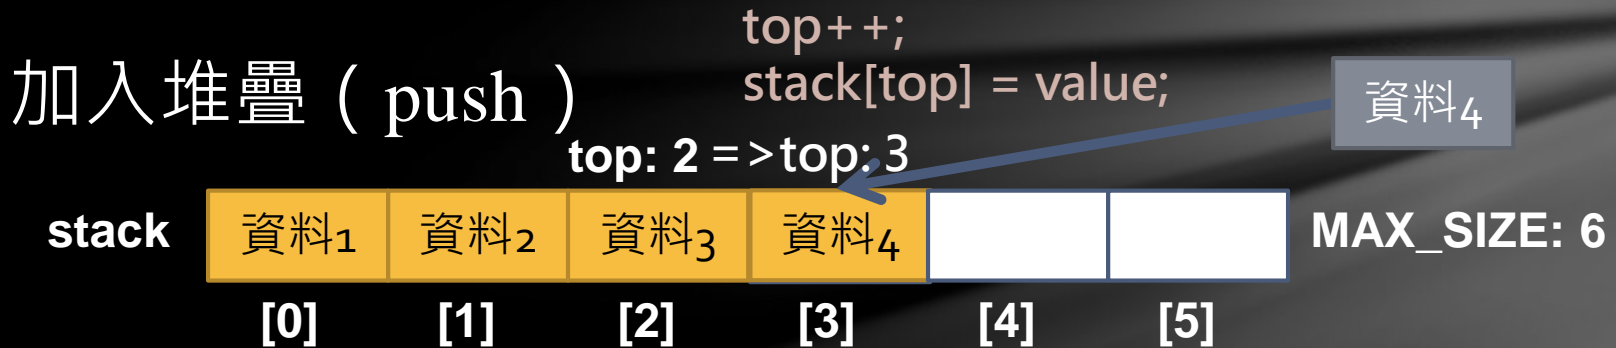 top++;
加入堆疊（push）
stack[top] = value;
資料4
top: 2 =>top: 3
stack
資料1 資料2 資料3 資料4
MAX_SIZE: 6
[0] [1] [2] [3] [4] [5]